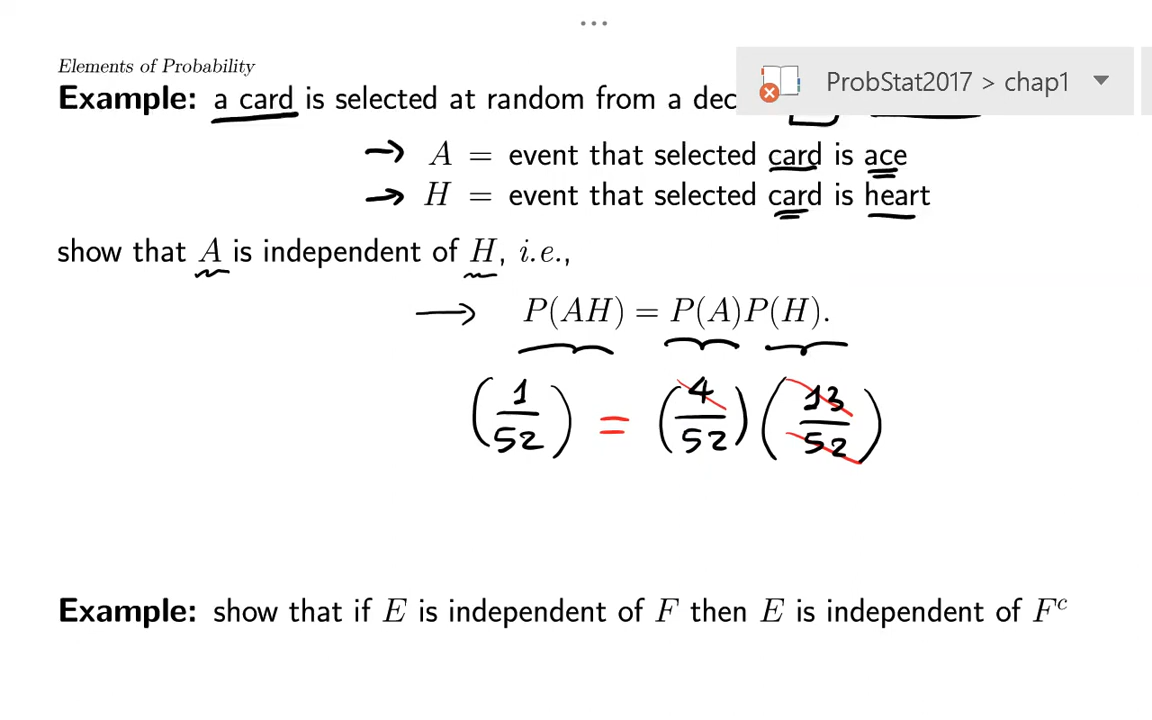 ...
Elements of Probability
ProbStat2017 > chap1
Example: a card is selected at random from a dec
→ A = event that selected card is ace
→ H = event that selected card is heart
show that A is independent of H, i.e.,
→ P(AH) = P(A)P(H).
(1/52) = (4/52) (13/52)
Example: show that if E is independent of F then E is independent of Fᶜ